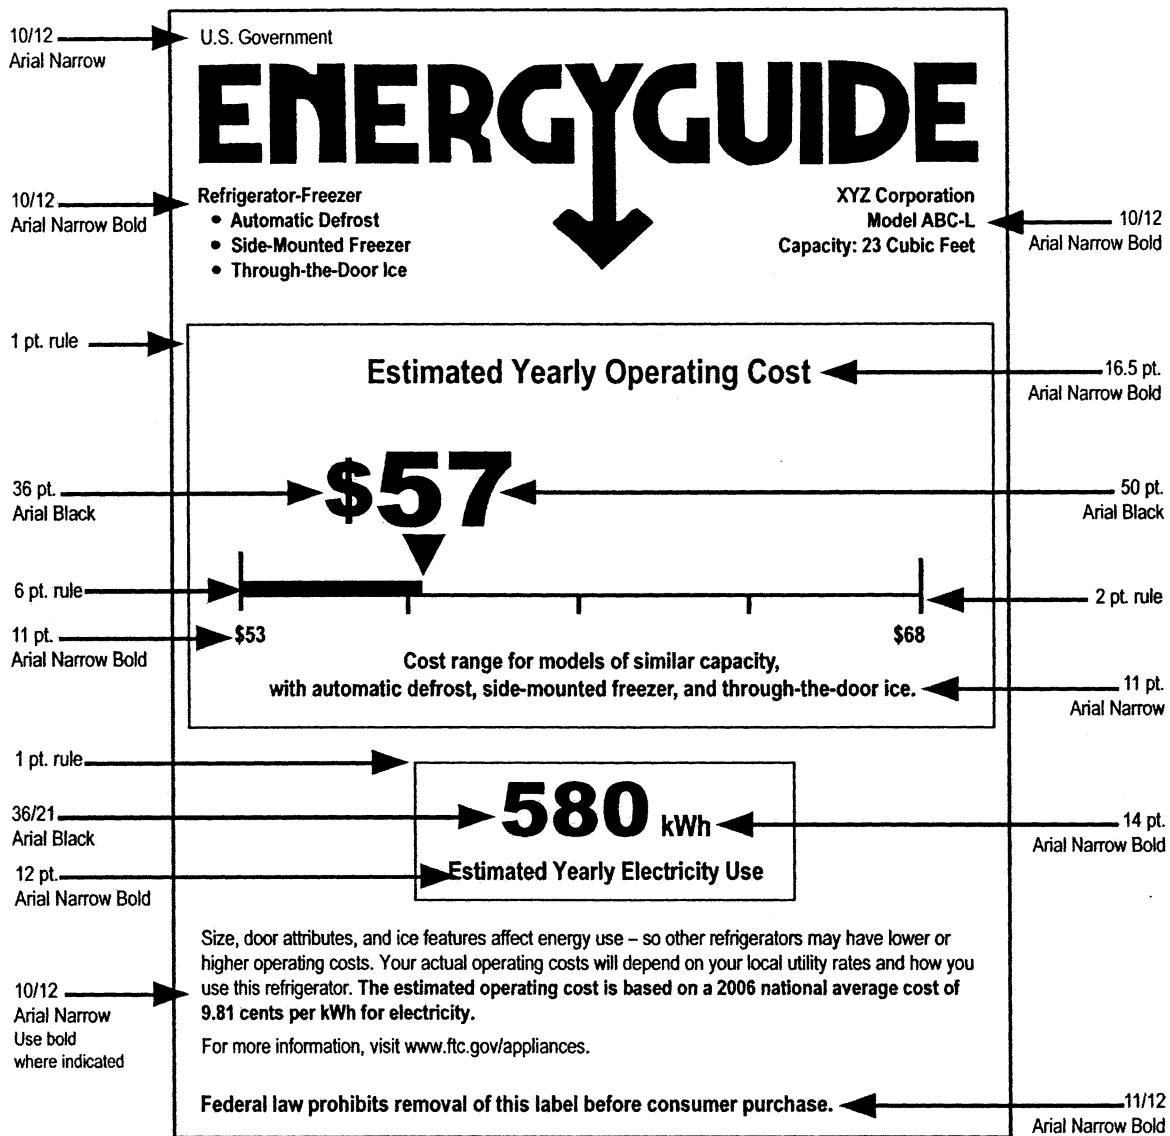 10/12
Arial Narrow
U.S. Government
ENERGYGUIDE
10/12
Arial Narrow Bold
Refrigerator-Freezer
• Automatic Defrost
• Side-Mounted Freezer
• Through-the-Door Ice
XYZ Corporation
Model ABC-L
Capacity: 23 Cubic Feet
10/12
Arial Narrow Bold
1 pt. rule
Estimated Yearly Operating Cost
16.5 pt.
Arial Narrow Bold
36 pt.
Arial Black
$57
50 pt.
Arial Black
6 pt. rule
2 pt. rule
11 pt.
Arial Narrow Bold
$53
$68
Cost range for models of similar capacity,
with automatic defrost, side-mounted freezer, and through-the-door ice.
11 pt.
Arial Narrow
1 pt. rule
36/21
Arial Black
580 kWh
14 pt.
Arial Narrow Bold
12 pt.
Arial Narrow Bold
Estimated Yearly Electricity Use
Size, door attributes, and ice features affect energy use – so other refrigerators may have lower or
higher operating costs. Your actual operating costs will depend on your local utility rates and how you
use this refrigerator. The estimated operating cost is based on a 2006 national average cost of
9.81 cents per kWh for electricity.
10/12
Arial Narrow
Use bold
where indicated
For more information, visit www.ftc.gov/appliances.
Federal law prohibits removal of this label before consumer purchase.
11/12
Arial Narrow Bold